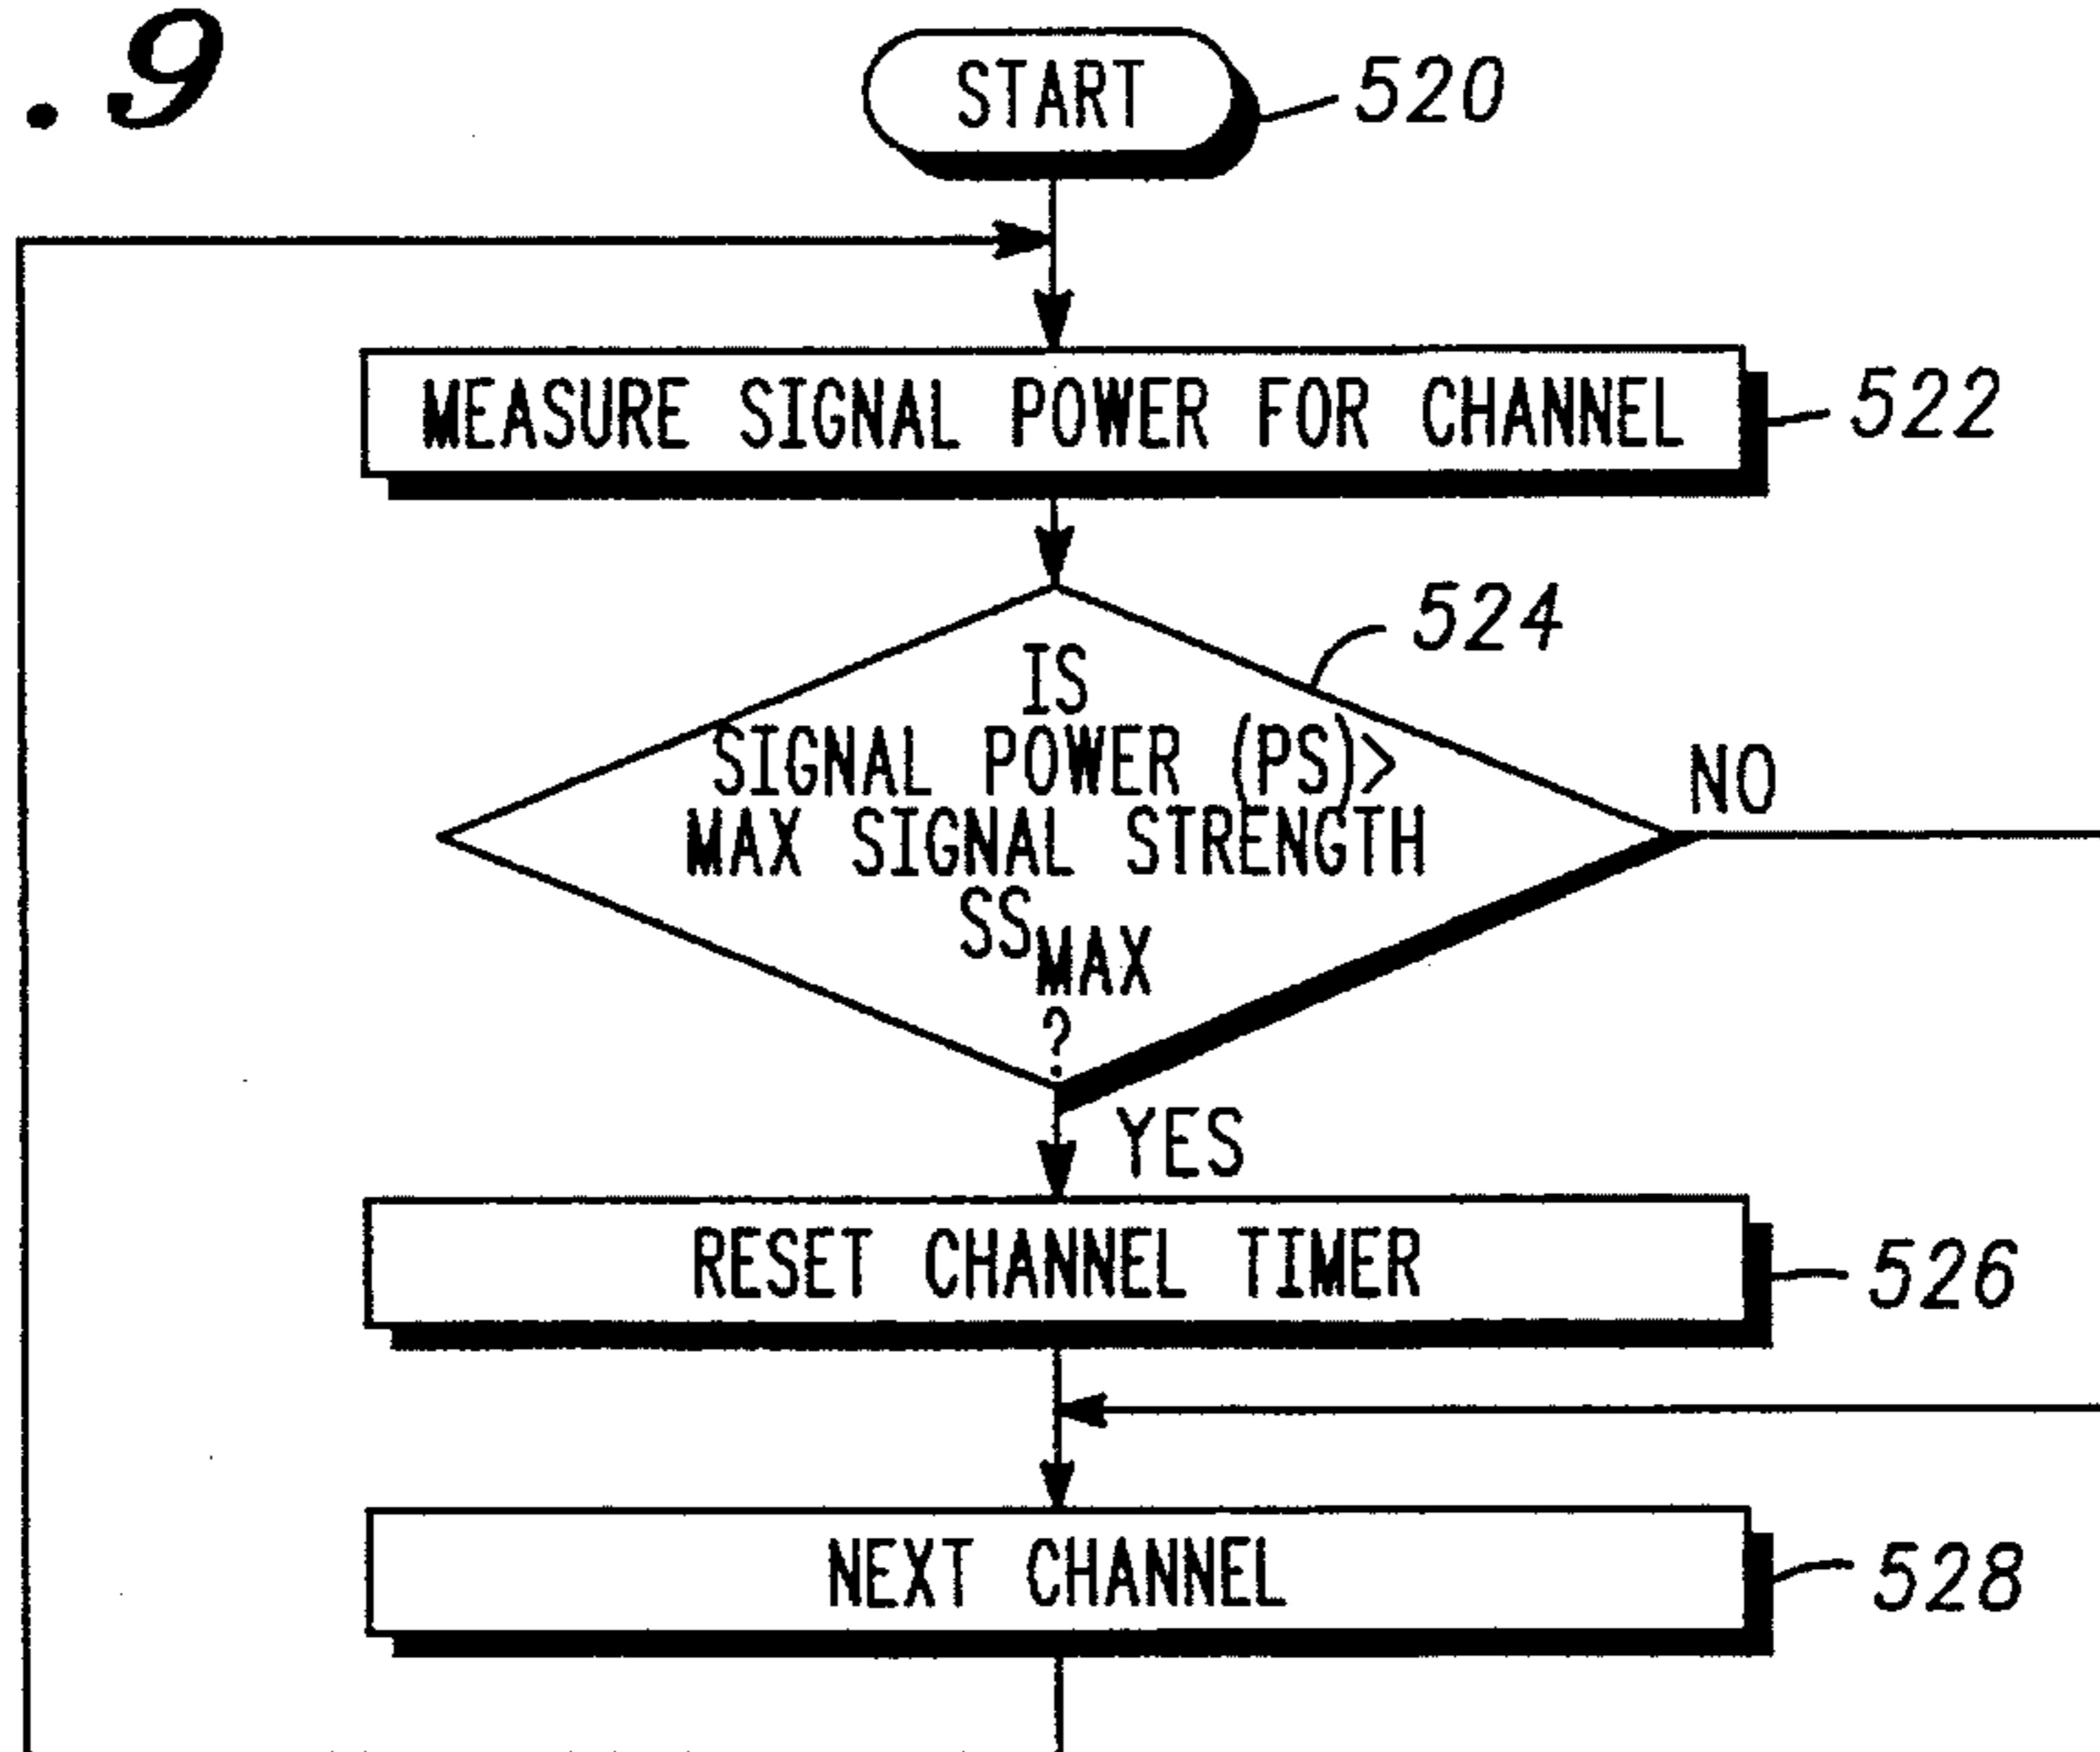 .9
START
520
MEASURE SIGNAL POWER FOR CHANNEL
522
524
IS
SIGNAL POWER (PS)>
MAX SIGNAL STRENGTH
SSMAX
?
NO
YES
RESET CHANNEL TIMER
526
NEXT CHANNEL
528